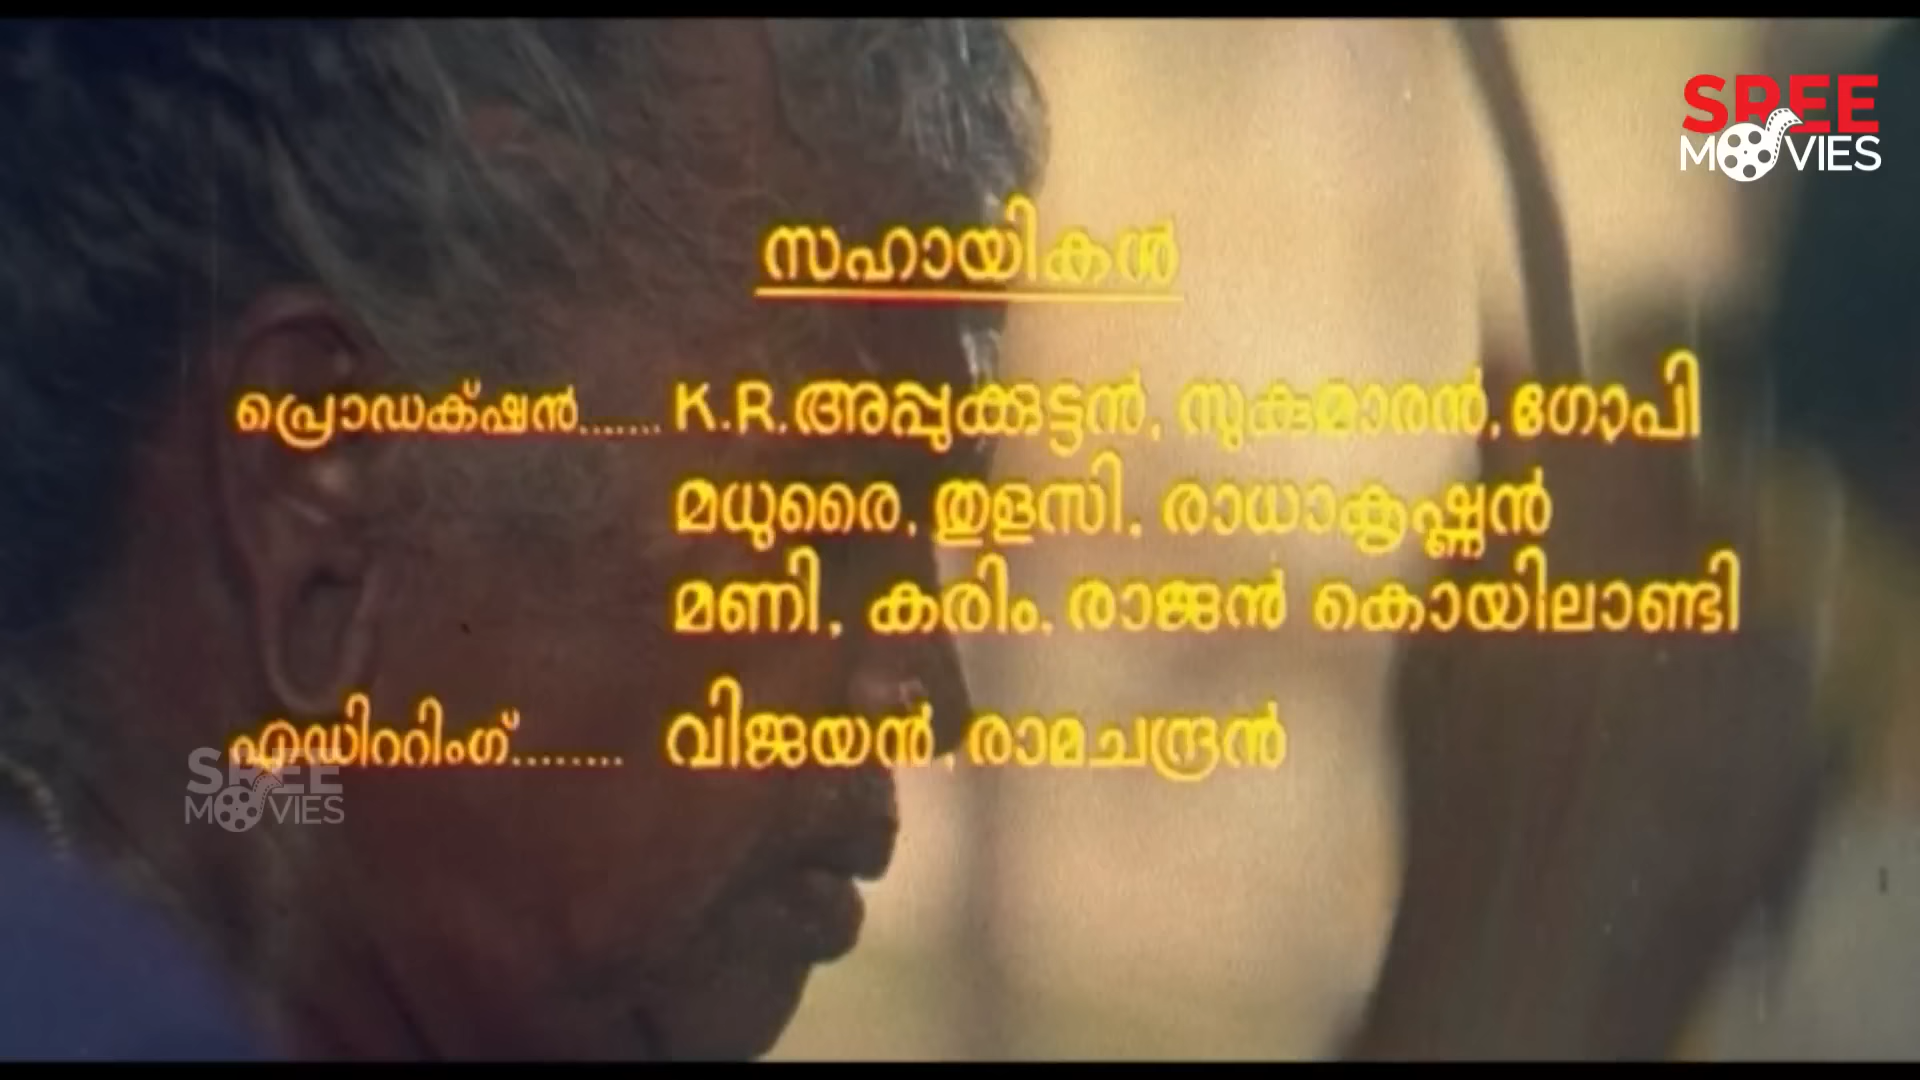 SREE
MOVIES
സഹായികൾ
പ്രൊഡക്ഷൻ....... K.R.അപ്പുക്കുട്ടൻ, സുകുമാരൻ, ഗോപി
മധുരൈ, തുളസി, രാധാകൃഷ്ണൻ
മണി, കരിം, രാജൻ കൊയിലാണ്ടി
എഡിററിംഗ്........ വിജയൻ, രാമചന്ദ്രൻ
SREE
MOVIES